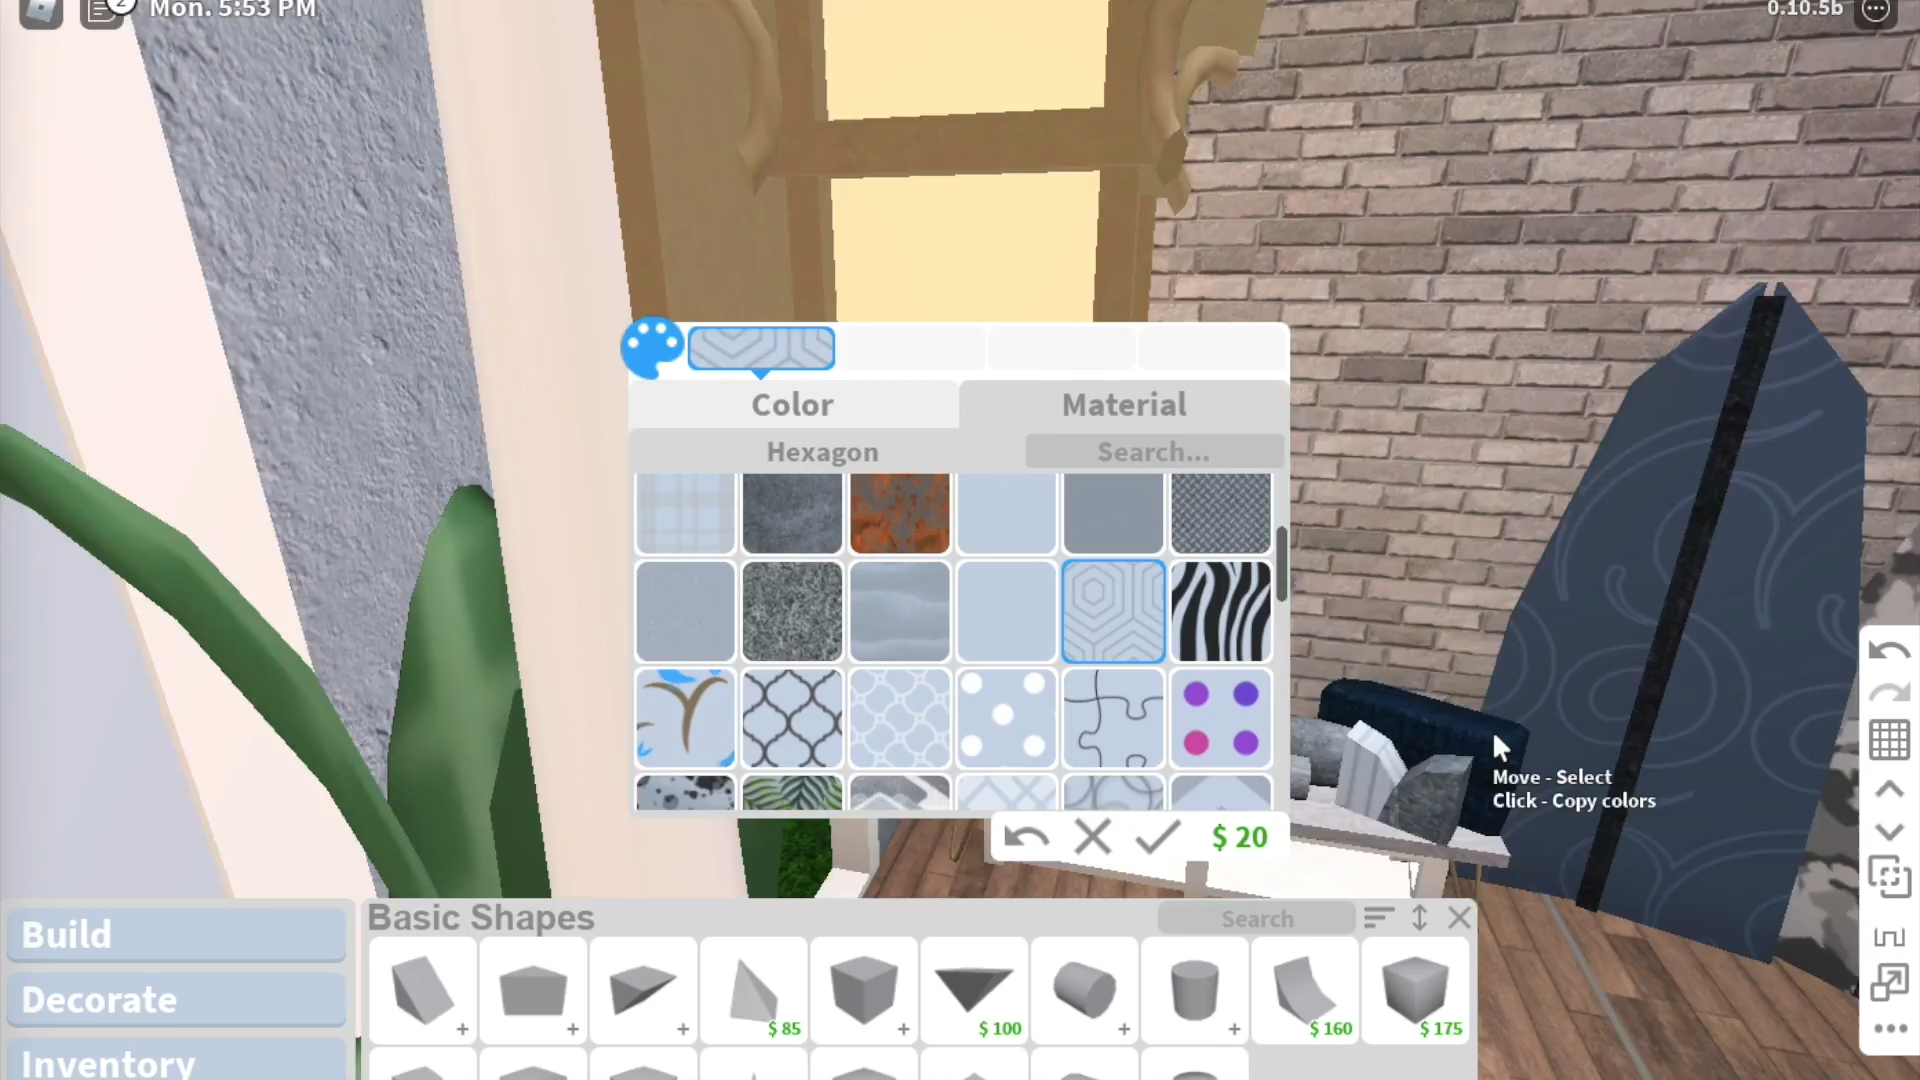 2
Mon. 5:53 PM
0.10.5b
Color
Material
Hexagon
Search...
Move - Select
Click - Copy colors
$ 20
Build
Decorate
Inventory
Basic Shapes
Search
+ + + $ 85 + $ 100 + + $ 160 $ 175